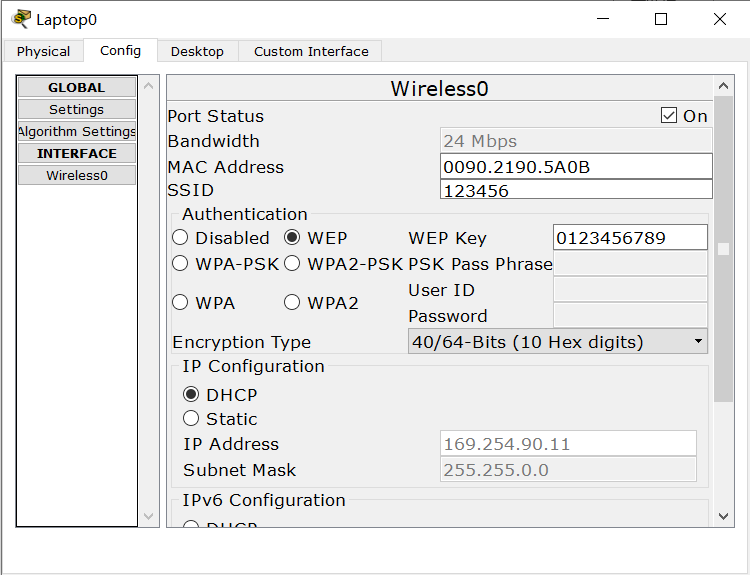 Laptop0
Physical Config Desktop Custom Interface
GLOBAL
Settings
Algorithm Settings
INTERFACE
Wireless0
Wireless0
Port Status On
Bandwidth 24 Mbps
MAC Address 0090.2190.5A0B
SSID 123456
Authentication
Disabled WEP WEP Key 0123456789
WPA-PSK WPA2-PSK PSK Pass Phrase
User ID
WPA WPA2
Password
Encryption Type 40/64-Bits (10 Hex digits)
IP Configuration
DHCP
Static
IP Address 169.254.90.11
Subnet Mask 255.255.0.0
IPv6 Configuration
DHCP